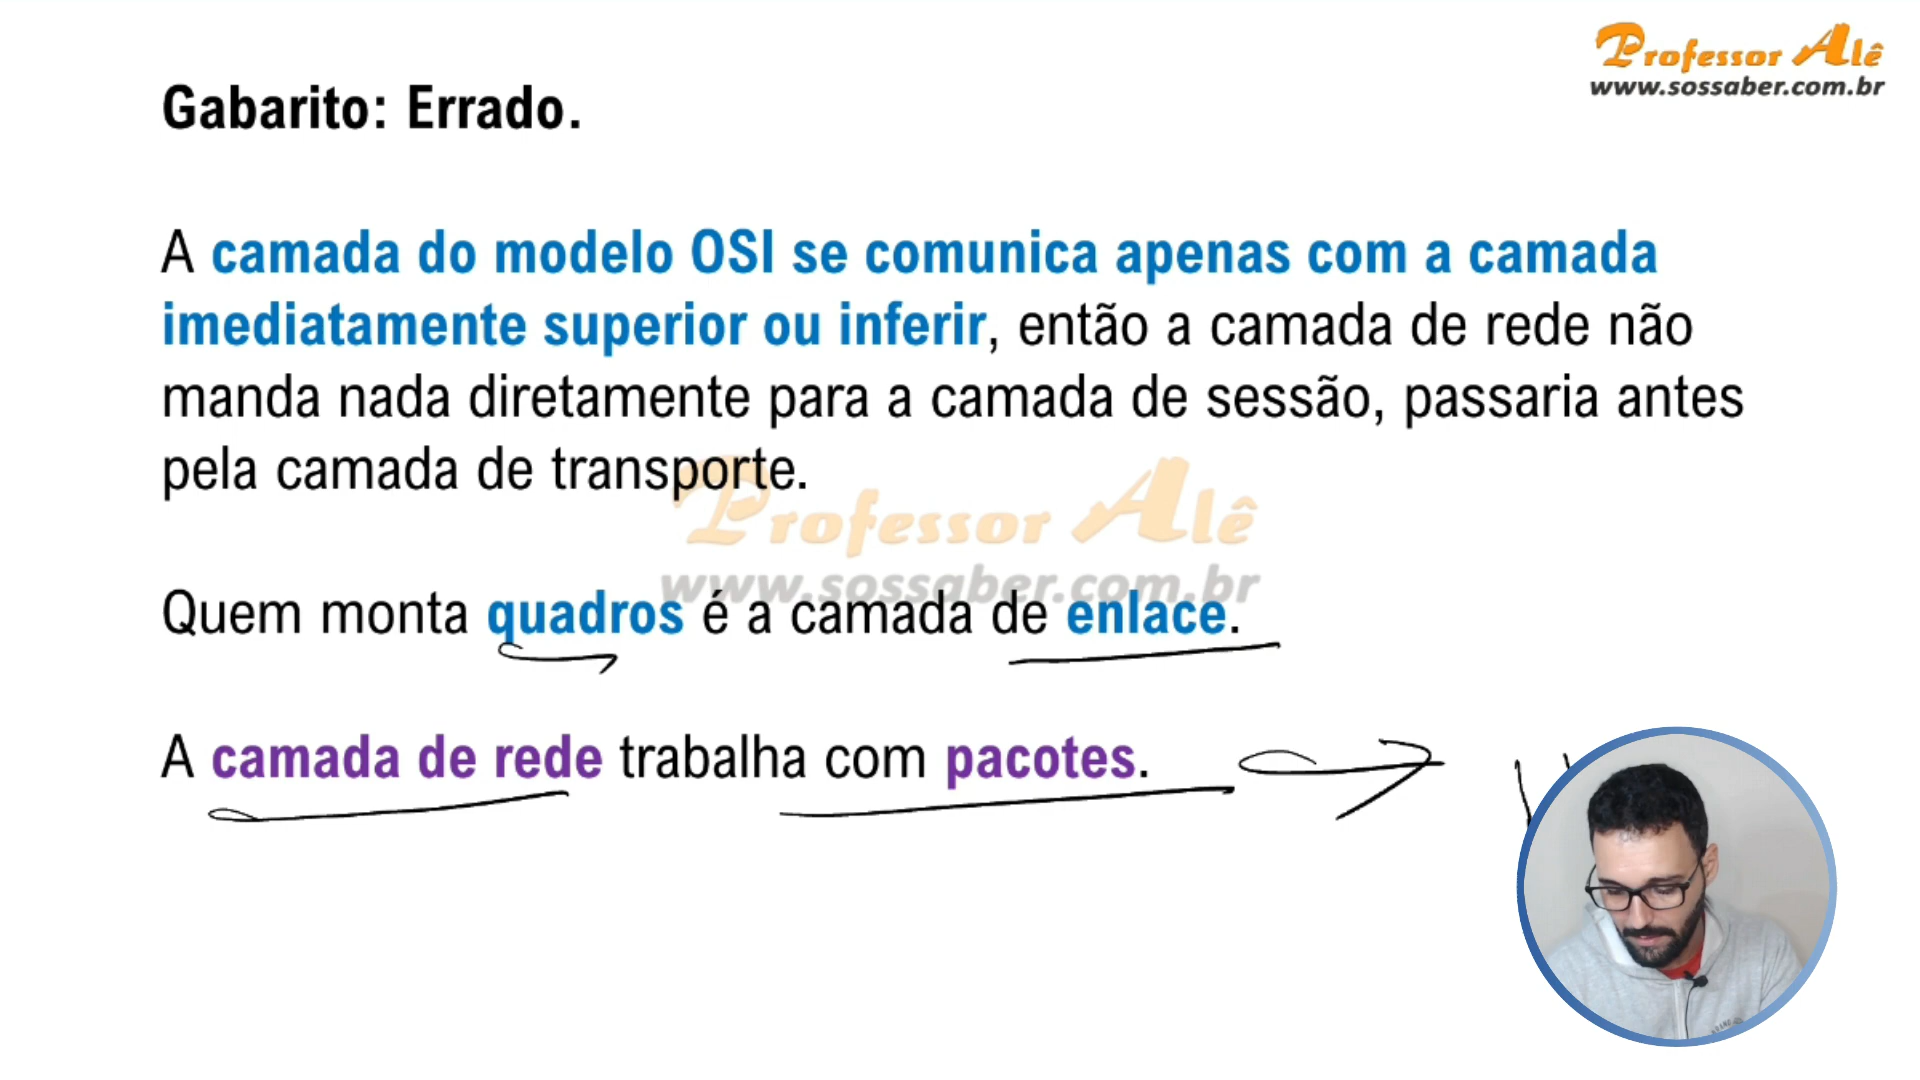 Professor Alê
www.sossaber.com.br
Gabarito: Errado.
A camada do modelo OSI se comunica apenas com a camada
imediatamente superior ou inferir, então a camada de rede não
manda nada diretamente para a camada de sessão, passaria antes
pela camada de transporte.
Professor Alê
www.sossaber.com.br
Quem monta quadros é a camada de enlace.
A camada de rede trabalha com pacotes.